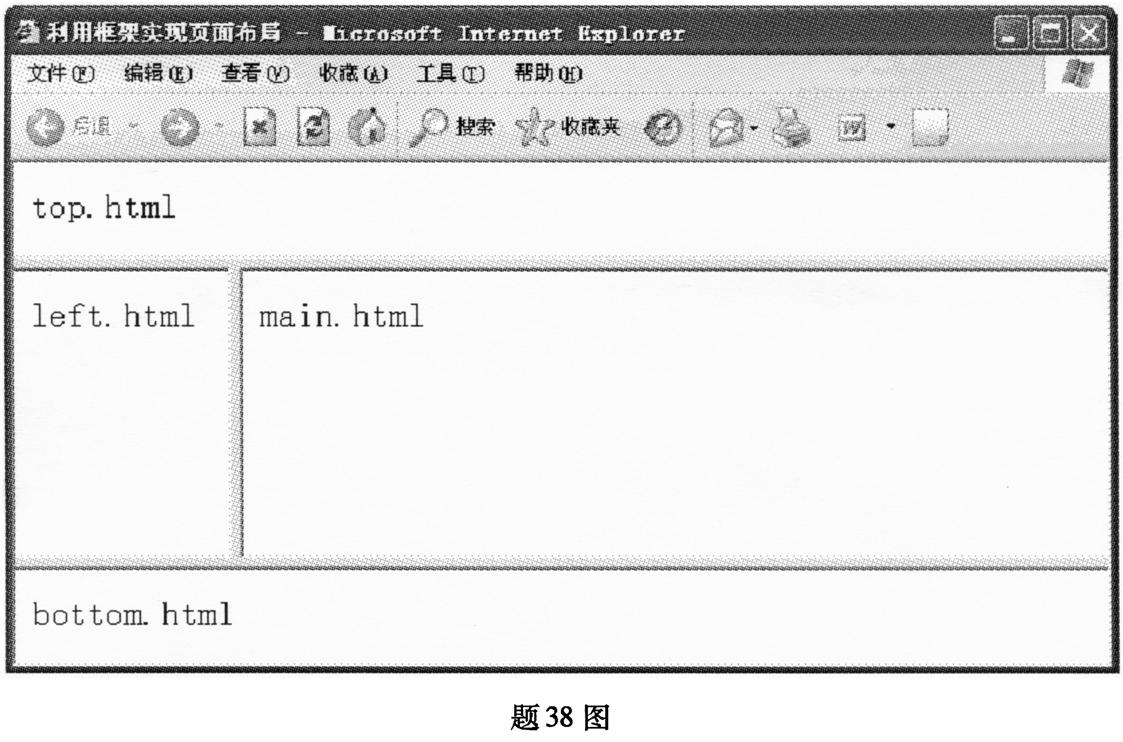 利用框架实现页面布局 - Microsoft Internet Explorer
文件(F) 编辑(E) 查看(V) 收藏(A) 工具(T) 帮助(H)
后退 搜索 收藏夹
top.html
left.html main.html
bottom.html
题38图